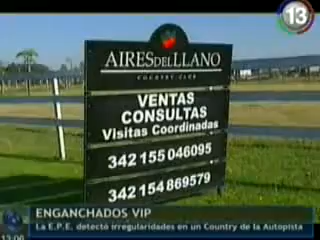 13
AIRES DEL LLANO
COUNTRY CLUB
VENTAS
CONSULTAS
Visitas Coordinadas
342 155 046095
342 154 869579
ENGANCHADOS VIP
La E.P.E. detectó irregularidades en un Country de la Autopista
13:00